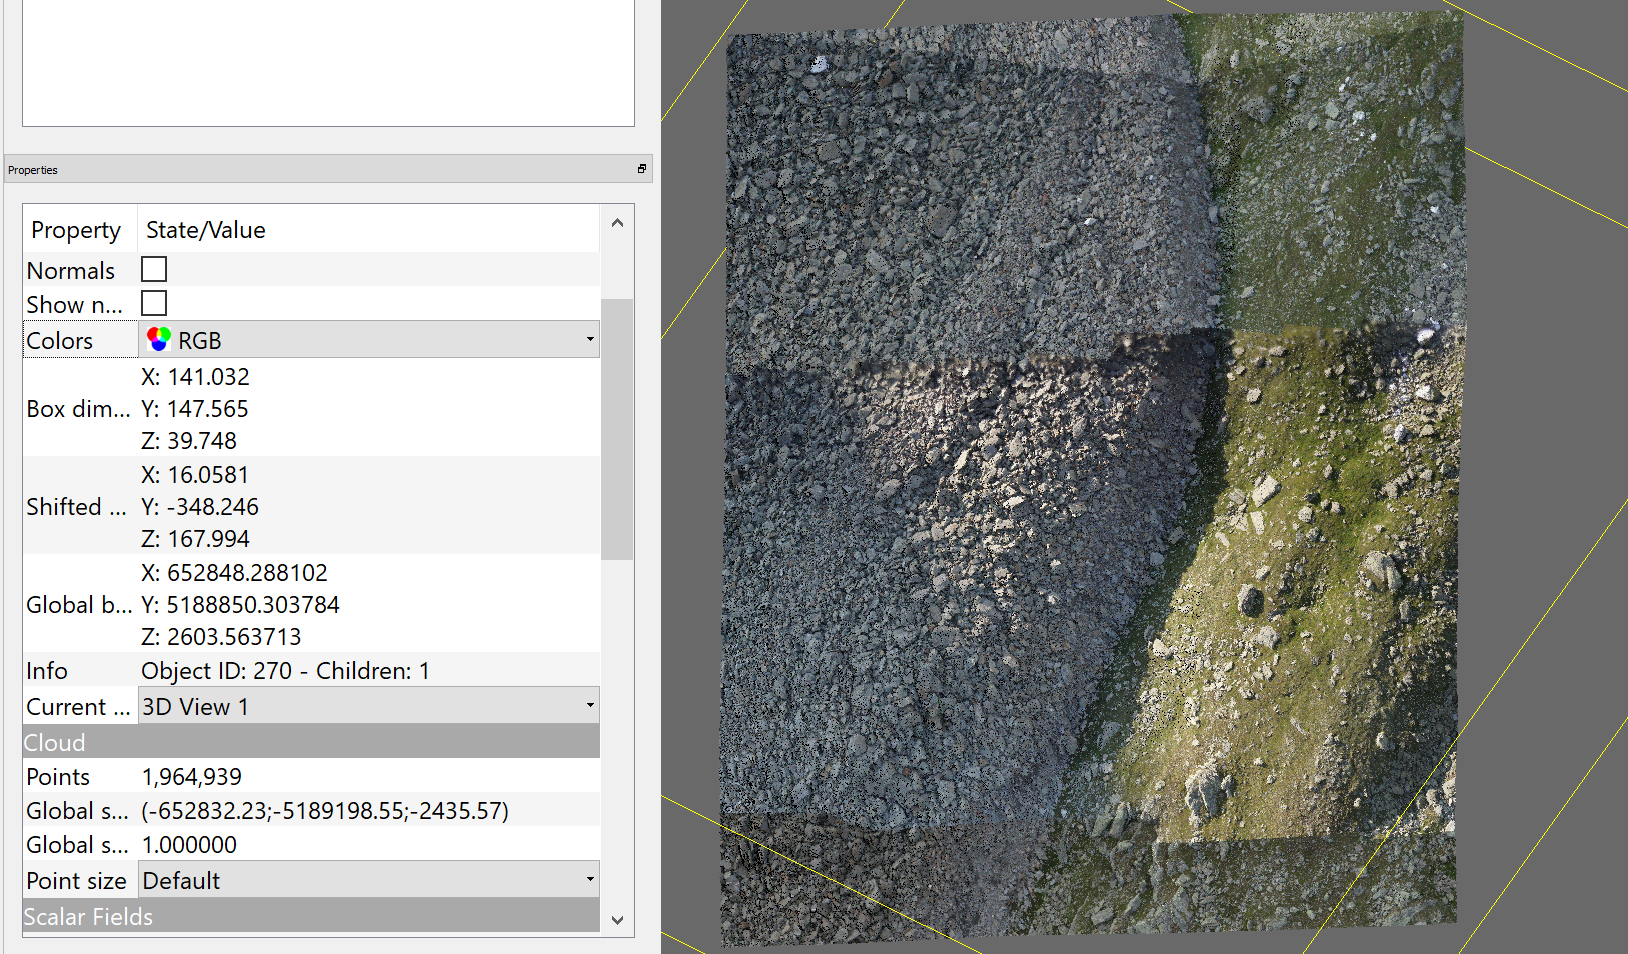 Properties
Property State/Value
Normals
Show n...
Colors RGB
Box dim... X: 141.032
Y: 147.565
Z: 39.748
Shifted ... X: 16.0581
Y: -348.246
Z: 167.994
Global b... X: 652848.288102
Y: 5188850.303784
Z: 2603.563713
Info Object ID: 270 - Children: 1
Current ... 3D View 1
Cloud
Points 1,964,939
Global s... (-652832.23;-5189198.55;-2435.57)
Global s... 1.000000
Point size Default
Scalar Fields